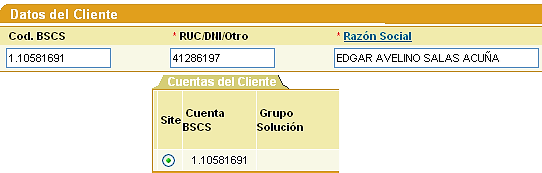 Datos del Cliente
Cod. BSCS * RUC/DNI/Otro * Razón Social
1.10581691 41286197 EDGAR AVELINO SALAS ACUÑA
Cuentas del Cliente
Site Cuenta BSCS Grupo Solución
1.10581691